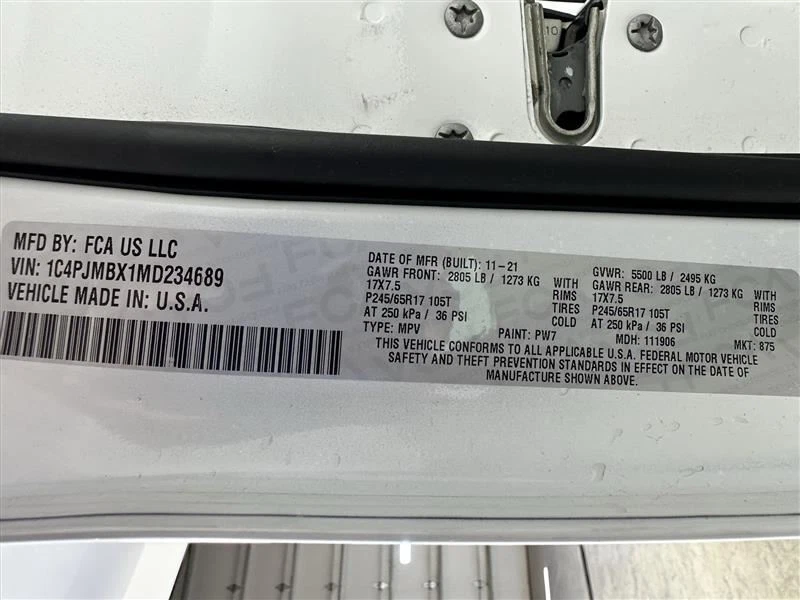 10
MFD BY: FCA US LLC
VIN: 1C4PJMBX1MD234689
VEHICLE MADE IN: U.S.A.
DATE OF MFR (BUILT): 11-21
GAWR FRONT: 2805 LB / 1273 KG WITH
17X7.5 RIMS
P245/65R17 105T TIRES
AT 250 kPa / 36 PSI COLD
TYPE: MPV PAINT: PW7
GVWR: 5500 LB / 2495 KG
GAWR REAR: 2805 LB / 1273 KG WITH
17X7.5 RIMS
P245/65R17 105T TIRES
AT 250 kPa / 36 PSI COLD
MDH: 111906 MKT: 875
THIS VEHICLE CONFORMS TO ALL APPLICABLE U.S.A. FEDERAL MOTOR VEHICLE
SAFETY AND THEFT PREVENTION STANDARDS IN EFFECT ON THE DATE OF
MANUFACTURE SHOWN ABOVE.